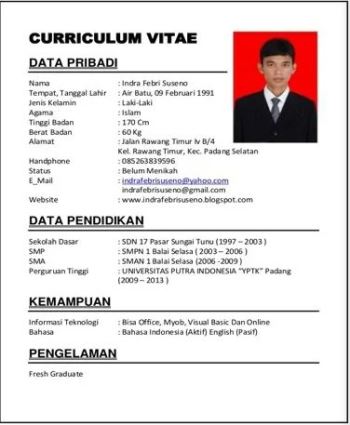 CURRICULUM VITAE
DATA PRIBADI
Nama : Indra Febri Suseno
Tempat, Tanggal Lahir : Air Batu, 09 Februari 1991
Jenis Kelamin : Laki-Laki
Agama : Islam
Tinggi Badan : 170 Cm
Berat Badan : 60 Kg
Alamat : Jalan Rawang Timur Iv B/4
Kel. Rawang Timur, Kec. Padang Selatan
Handphone : 085263839596
Status : Belum Menikah
E_Mail : indrafebrisuseno@yahoo.com
indrafebrisuseno@gmail.com
Website : www.indrafebrisuseno.blogspot.com
DATA PENDIDIKAN
Sekolah Dasar : SDN 17 Pasar Sungai Tunu (1997 – 2003 )
SMP : SMPN 1 Balai Selasa ( 2003 – 2006 )
SMA : SMAN 1 Balai Selasa (2006 -2009 )
Perguruan Tinggi : UNIVERSITAS PUTRA INDONESIA "YPTK" Padang
(2009 – 2013 )
KEMAMPUAN
Informasi Teknologi : Bisa Office, Myob, Visual Basic Dan Online
Bahasa : Bahasa Indonesia (Aktif) English (Pasif)
PENGELAMAN
Fresh Graduate